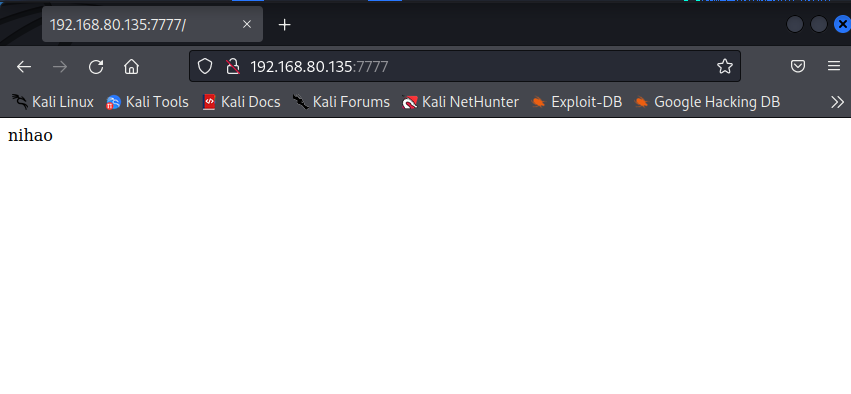 192.168.80.135:7777/
192.168.80.135:7777
Kali Linux Kali Tools Kali Docs Kali Forums Kali NetHunter Exploit-DB Google Hacking DB
nihao